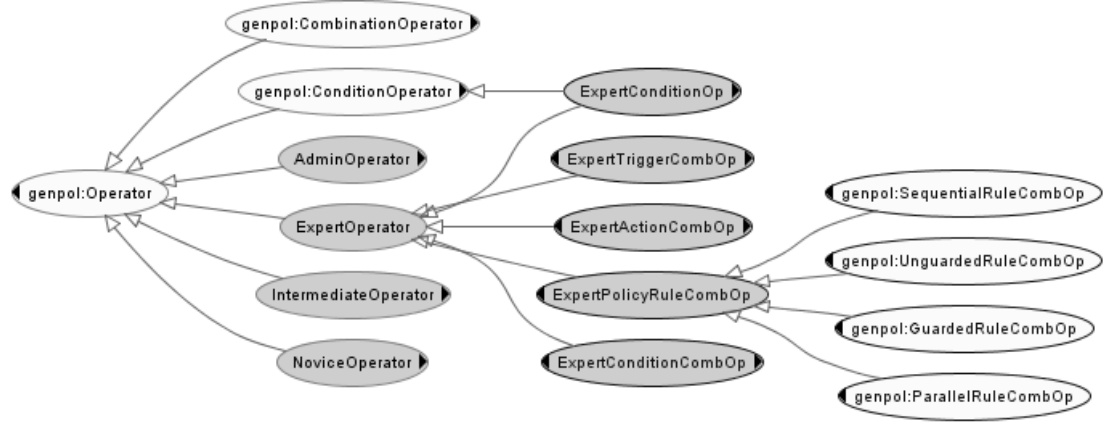 genpol:CombinationOperator
genpol:ConditionOperator
ExpertConditionOp
AdminOperator
ExpertTriggerCombOp
genpol:Operator
genpol:SequentialRuleCombOp
ExpertOperator
ExpertActionCombOp
genpol:UnguardedRuleCombOp
IntermediateOperator
ExpertPolicyRuleCombOp
genpol:GuardedRuleCombOp
NoviceOperator
ExpertConditionCombOp
genpol:ParallelRuleCombOp